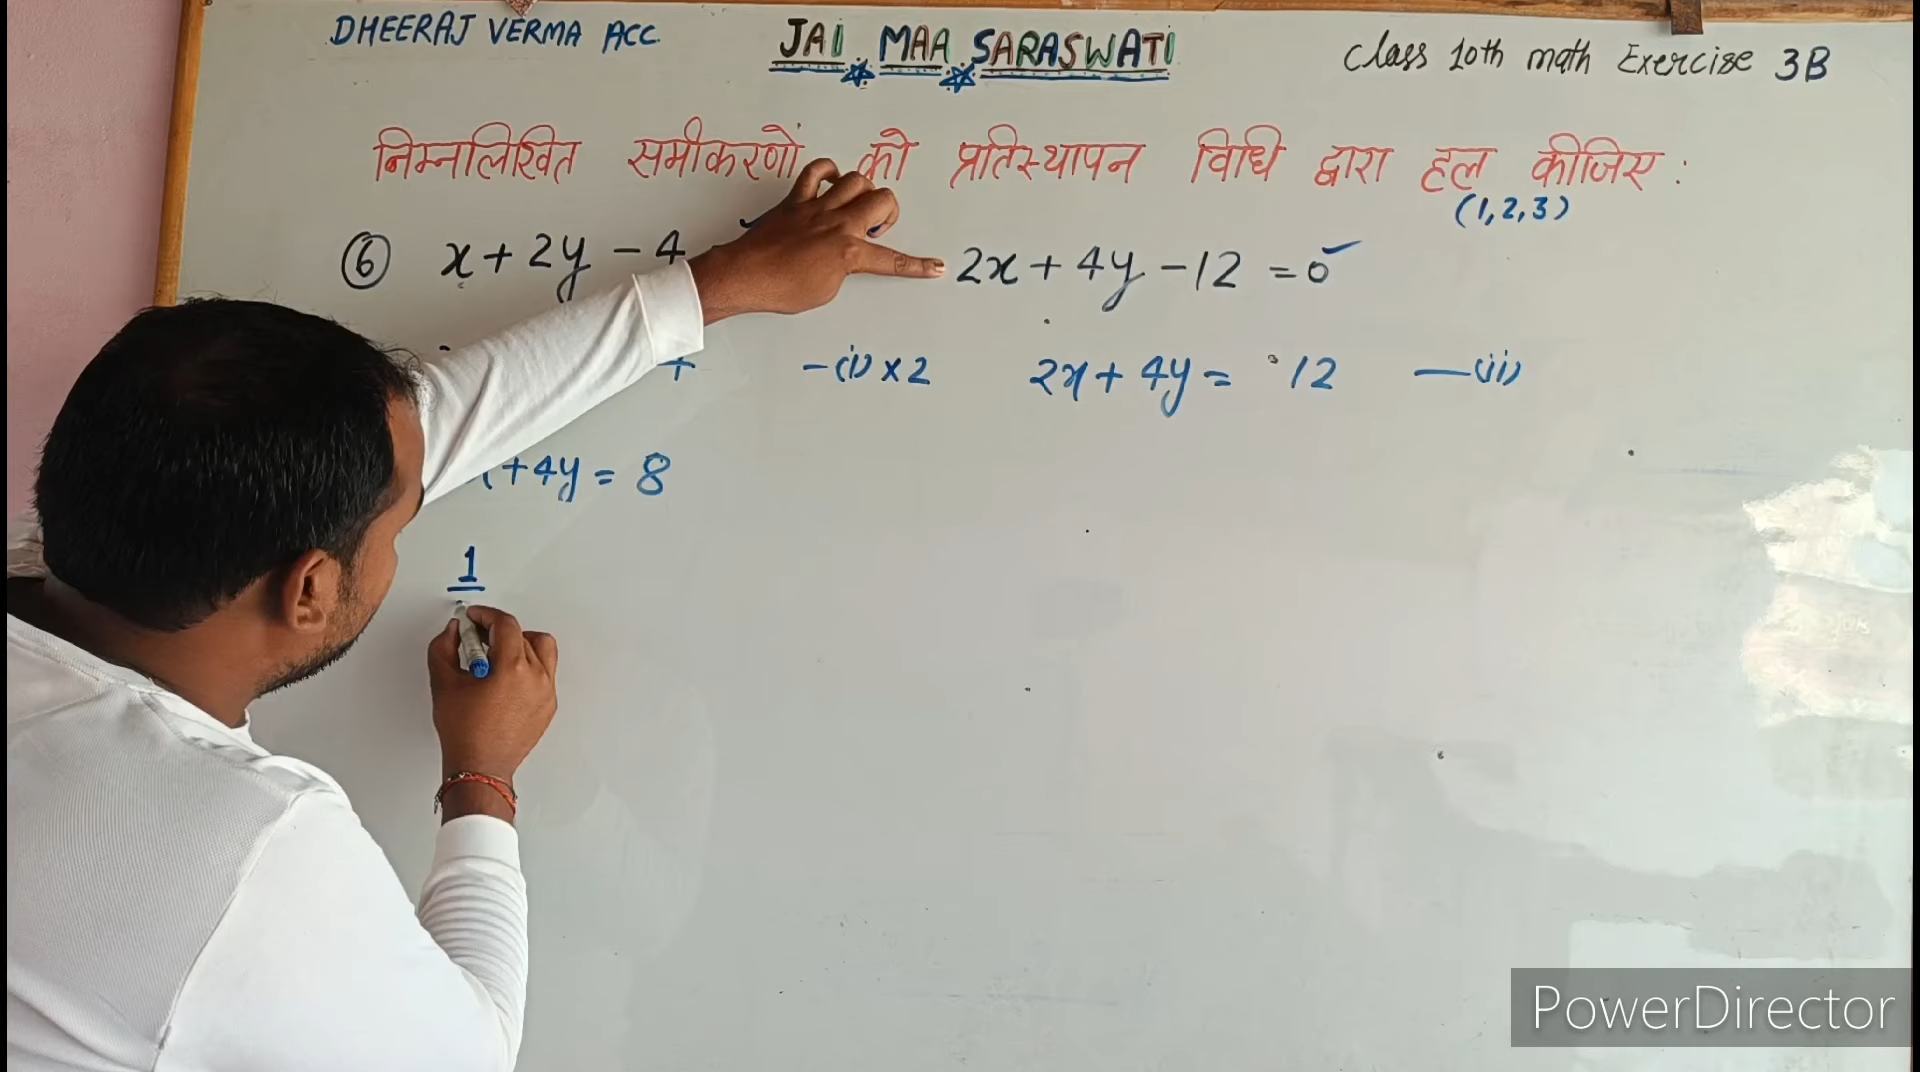 DHEERAJ VERMA ACC.
JAI MAA SARASWATI
Class 10th math Exercise 3B
निम्नलिखित समीकरणों को प्रतिस्थापन विधि द्वारा हल कीजिए :
(1,2,3)
⑥ x + 2y - 4
2x + 4y - 12 = 0
-(i) × 2
2x + 4y = 12 —(ii)
+ 4y = 8
1
PowerDirector